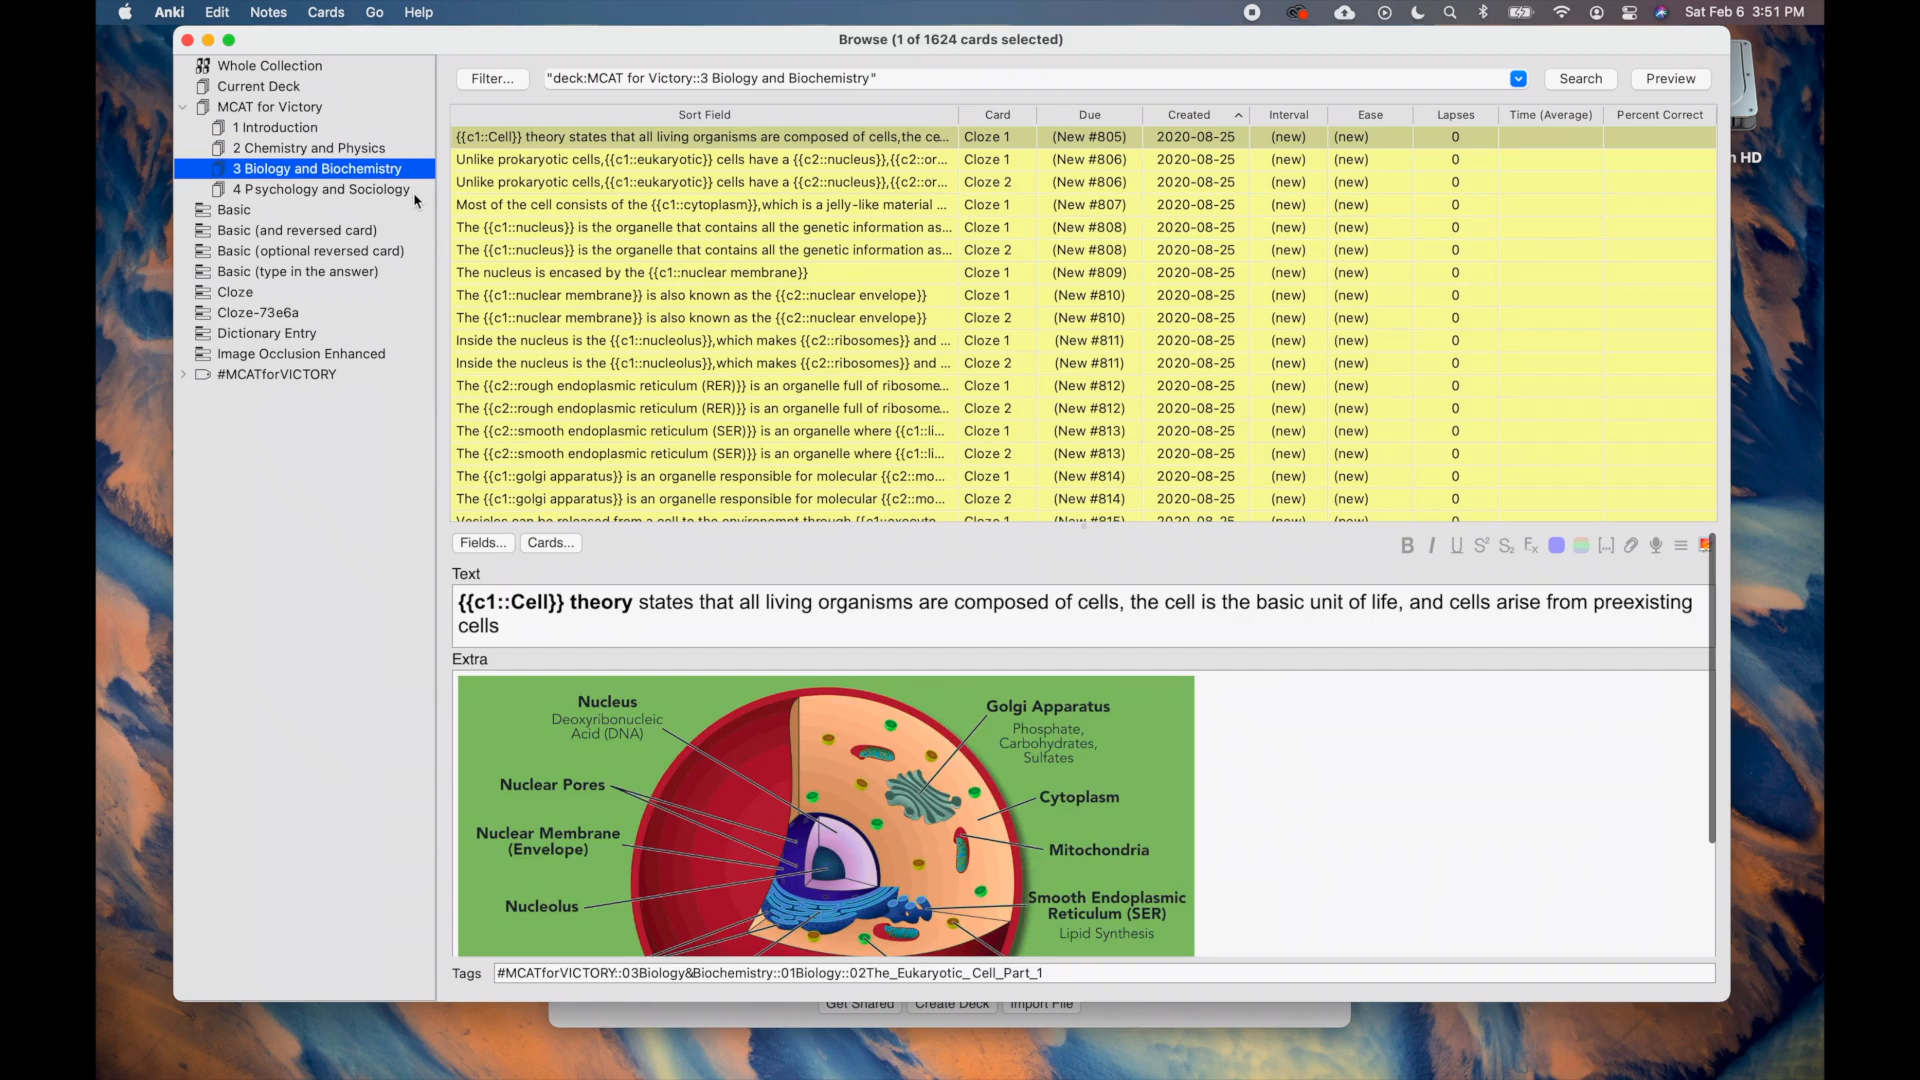 Anki Edit Notes Cards Go Help Sat Feb 6 3:51 PM
Browse (1 of 1624 cards selected)
Whole Collection
Current Deck
MCAT for Victory
1 Introduction
2 Chemistry and Physics
3 Biology and Biochemistry
4 Psychology and Sociology
Basic
Basic (and reversed card)
Basic (optional reversed card)
Basic (type in the answer)
Cloze
Cloze-73e6a
Dictionary Entry
Image Occlusion Enhanced
#MCATforVICTORY
Filter... "deck:MCAT for Victory::3 Biology and Biochemistry" Search Preview
Sort Field Card Due Created Interval Ease Lapses Time (Average) Percent Correct
{{c1::Cell}} theory states that all living organisms are composed of cells,the ce... Cloze 1 (New #805) 2020-08-25 (new) (new) 0
Unlike prokaryotic cells,{{c1::eukaryotic}} cells have a {{c2::nucleus}},{{c2::or... Cloze 1 (New #806) 2020-08-25 (new) (new) 0
Unlike prokaryotic cells,{{c1::eukaryotic}} cells have a {{c2::nucleus}},{{c2::or... Cloze 2 (New #806) 2020-08-25 (new) (new) 0
Most of the cell consists of the {{c1::cytoplasm}},which is a jelly-like material ... Cloze 1 (New #807) 2020-08-25 (new) (new) 0
The {{c1::nucleus}} is the organelle that contains all the genetic information as... Cloze 1 (New #808) 2020-08-25 (new) (new) 0
The {{c1::nucleus}} is the organelle that contains all the genetic information as... Cloze 2 (New #808) 2020-08-25 (new) (new) 0
The nucleus is encased by the {{c1::nuclear membrane}} Cloze 1 (New #809) 2020-08-25 (new) (new) 0
The {{c1::nuclear membrane}} is also known as the {{c2::nuclear envelope}} Cloze 1 (New #810) 2020-08-25 (new) (new) 0
The {{c1::nuclear membrane}} is also known as the {{c2::nuclear envelope}} Cloze 2 (New #810) 2020-08-25 (new) (new) 0
Inside the nucleus is the {{c1::nucleolus}},which makes {{c2::ribosomes}} and ... Cloze 1 (New #811) 2020-08-25 (new) (new) 0
Inside the nucleus is the {{c1::nucleolus}},which makes {{c2::ribosomes}} and ... Cloze 2 (New #811) 2020-08-25 (new) (new) 0
The {{c2::rough endoplasmic reticulum (RER)}} is an organelle full of ribosome... Cloze 1 (New #812) 2020-08-25 (new) (new) 0
The {{c2::rough endoplasmic reticulum (RER)}} is an organelle full of ribosome... Cloze 2 (New #812) 2020-08-25 (new) (new) 0
The {{c2::smooth endoplasmic reticulum (SER)}} is an organelle where {{c1::li... Cloze 1 (New #813) 2020-08-25 (new) (new) 0
The {{c2::smooth endoplasmic reticulum (SER)}} is an organelle where {{c1::li... Cloze 2 (New #813) 2020-08-25 (new) (new) 0
The {{c1::golgi apparatus}} is an organelle responsible for molecular {{c2::mo... Cloze 1 (New #814) 2020-08-25 (new) (new) 0
The {{c1::golgi apparatus}} is an organelle responsible for molecular {{c2::mo... Cloze 2 (New #814) 2020-08-25 (new) (new) 0
Vesicles can be released from a cell to the environemnt through {{c1::exocyto... Cloze 1 (New #815) 2020-08-25 (new) (new) 0
Fields... Cards...
Text
{{c1::Cell}} theory states that all living organisms are composed of cells, the cell is the basic unit of life, and cells arise from preexisting
cells
Extra
Nucleus
Deoxyribonucleic
Acid (DNA)
Nuclear Pores
Nuclear Membrane
(Envelope)
Nucleolus
Golgi Apparatus
Phosphate,
Carbohydrates,
Sulfates
Cytoplasm
Mitochondria
Smooth Endoplasmic
Reticulum (SER)
Lipid Synthesis
Tags #MCATforVICTORY::03Biology&Biochemistry::01Biology::02The_Eukaryotic_Cell_Part_1
Get Shared Create Deck Import File
HD